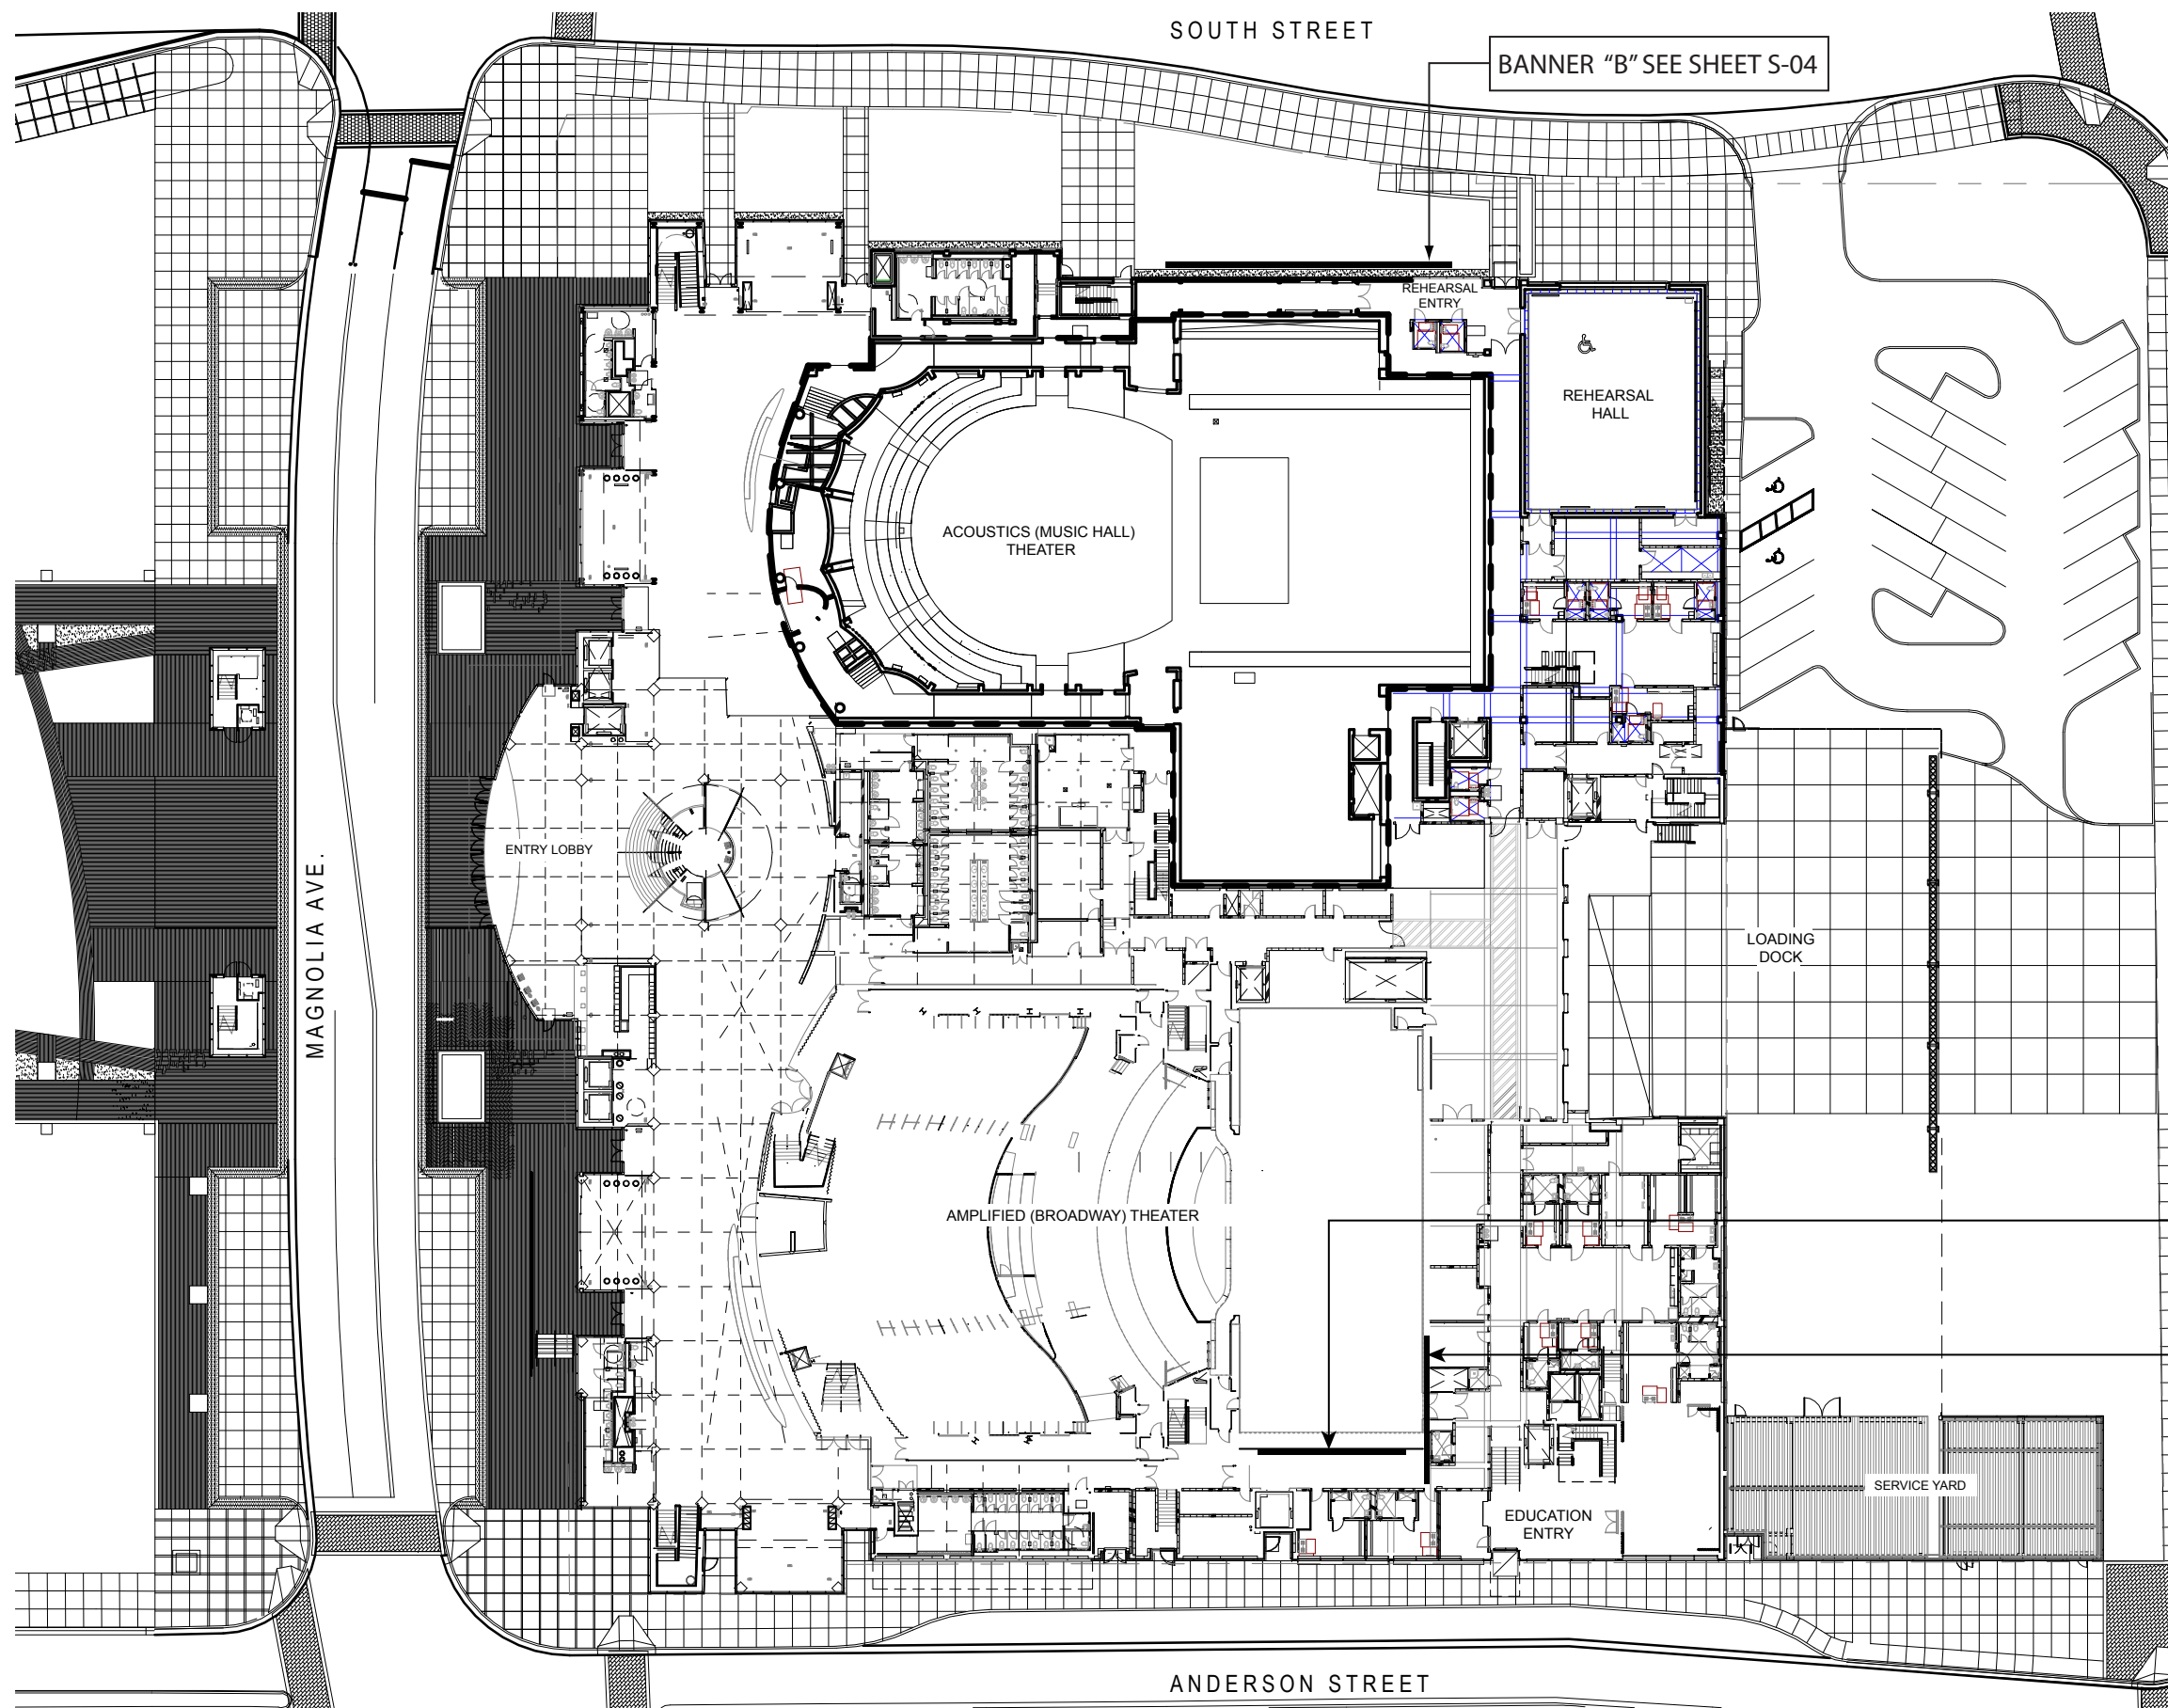 SOUTH STREET
BANNER “B” SEE SHEET S-04
REHEARSAL
ENTRY
REHEARSAL
HALL
ACOUSTICS (MUSIC HALL)
THEATER
ENTRY LOBBY
MAGNOLIA AVE.
LOADING
DOCK
AMPLIFIED (BROADWAY) THEATER
SERVICE YARD
EDUCATION
ENTRY
ANDERSON STREET